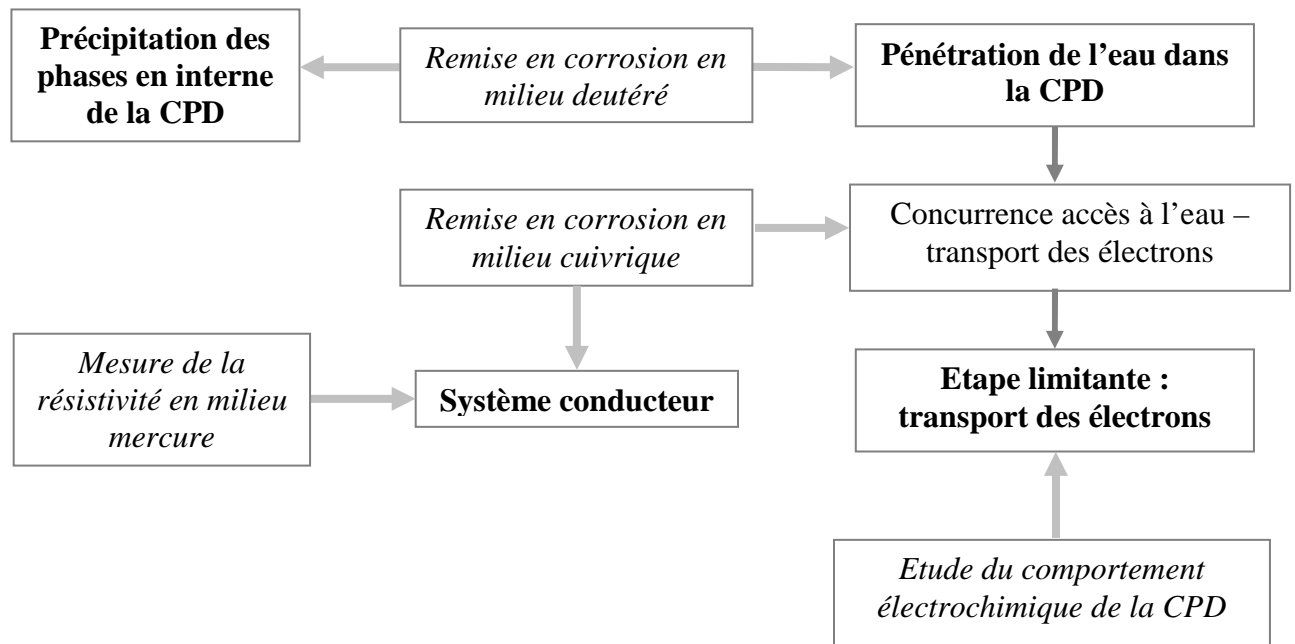 Précipitation des
phases en interne
de la CPD
Remise en corrosion en
milieu deutéré
Pénétration de l’eau dans
la CPD
Remise en corrosion en
milieu cuivrique
Concurrence accès à l’eau –
transport des électrons
Mesure de la
résistivité en milieu
mercure
Système conducteur
Etape limitante :
transport des électrons
Etude du comportement
électrochimique de la CPD